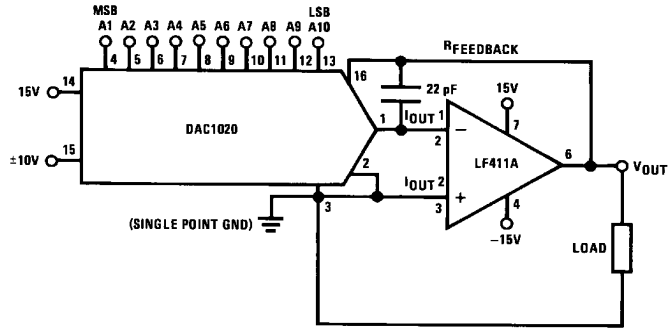 MSB LSB
A1 A2 A3 A4 A5 A6 A7 A8 A9 A10
4 5 6 7 8 9 10 11 12 13
RFEEDBACK
16
15V 14
22 pF
15V
DAC1020
1 IOUT 1
7
2 −
LF411A
6
VOUT
±10V 15
2
IOUT 2
3 +
4
3
(SINGLE POINT GND)
−15V
LOAD